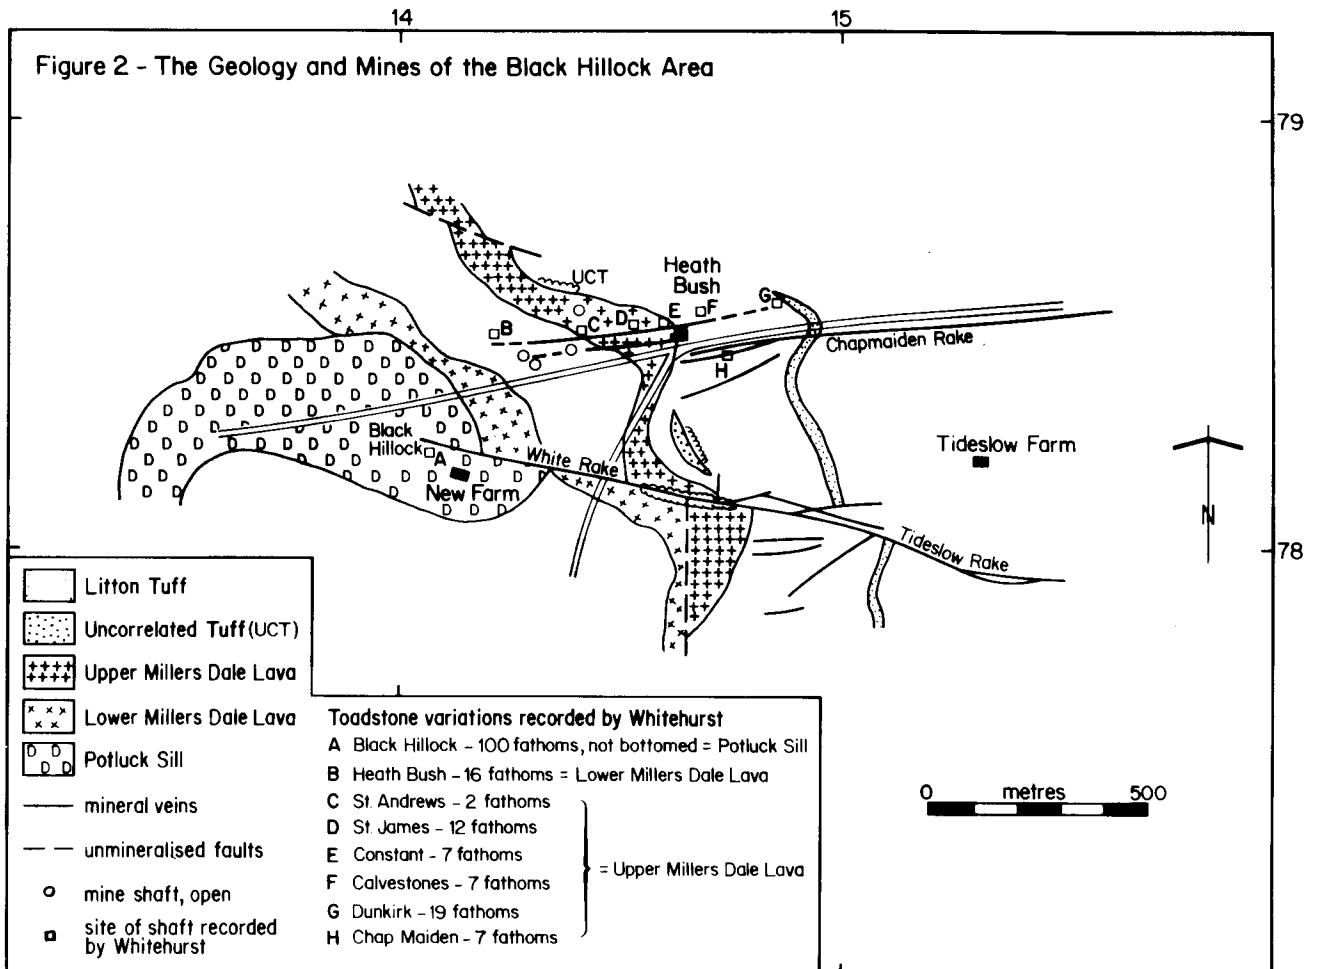 14
15
Figure 2 - The Geology and Mines of the Black Hillock Area
79
UCT
Heath
Bush
B
C
D
E
F
G
H
Chapmaiden Rake
Black
Hillock
A
New Farm
White Rake
Tideslow Farm
Tideslow Rake
N
78
Litton Tuff
Uncorrelated Tuff (UCT)
Upper Millers Dale Lava
Lower Millers Dale Lava
Potluck Sill
mineral veins
unmineralised faults
mine shaft, open
site of shaft recorded
by Whitehurst
Toadstone variations recorded by Whitehurst
A Black Hillock - 100 fathoms, not bottomed = Potluck Sill
B Heath Bush - 16 fathoms = Lower Millers Dale Lava
C St. Andrews - 2 fathoms
D St. James - 12 fathoms
E Constant - 7 fathoms
F Calvestones - 7 fathoms
G Dunkirk - 19 fathoms
H Chap Maiden - 7 fathoms
= Upper Millers Dale Lava
0 metres 500